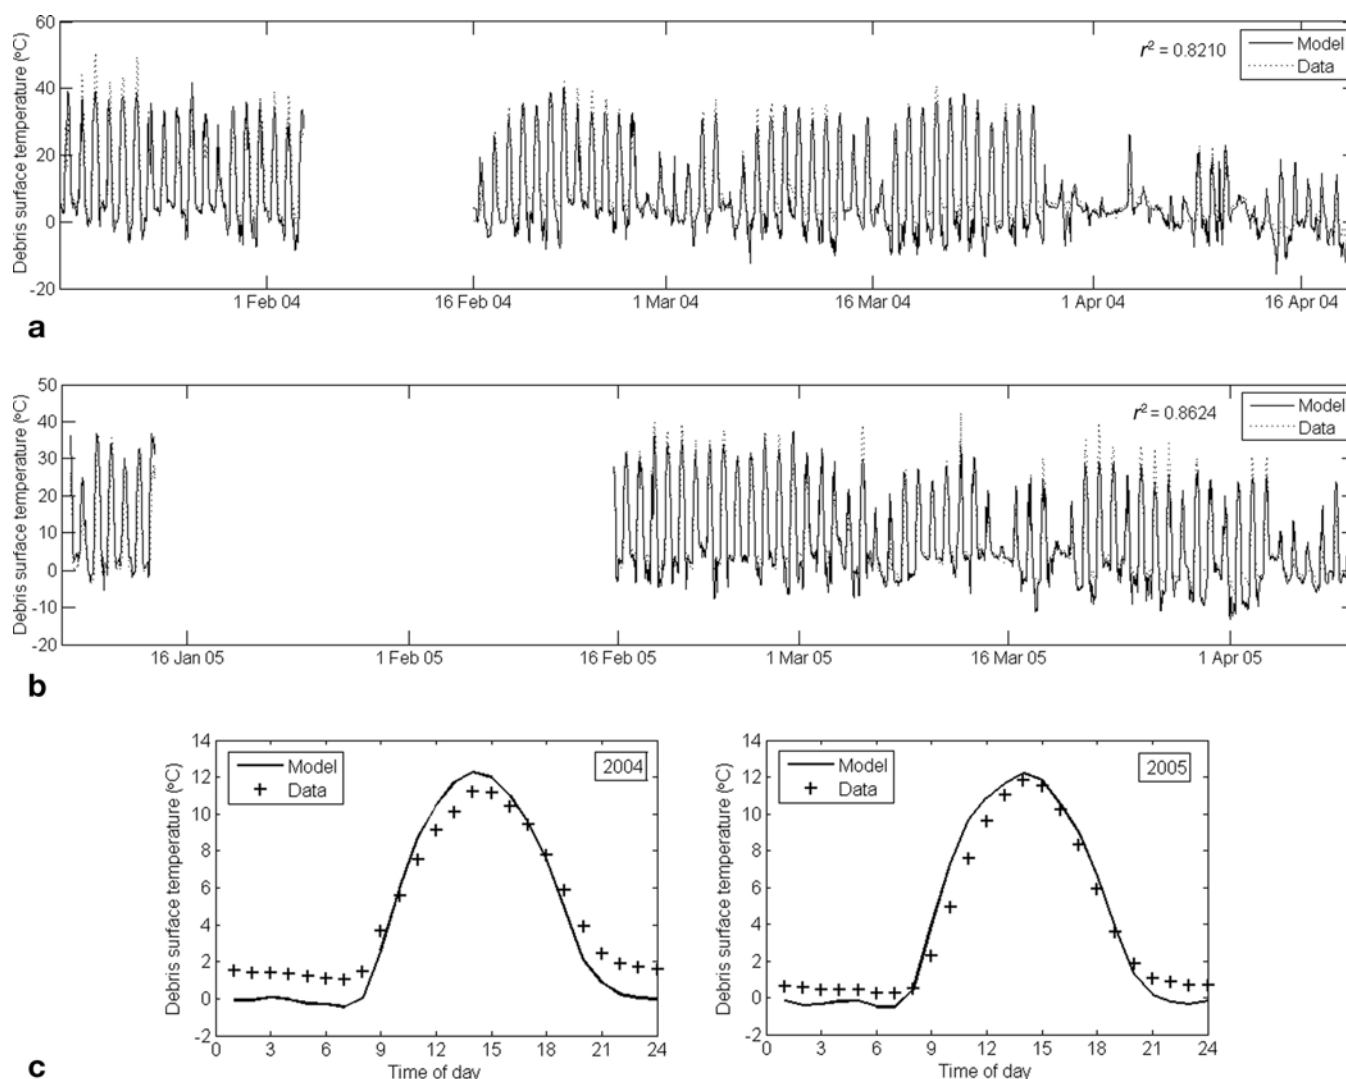 60
40
20
0
-20
Debris surface temperature (ºC)
r² = 0.8210
Model
Data
1 Feb 04
16 Feb 04
1 Mar 04
16 Mar 04
1 Apr 04
16 Apr 04
a
50
40
30
20
10
0
-10
-20
Debris surface temperature (ºC)
r² = 0.8624
Model
Data
16 Jan 05
1 Feb 05
16 Feb 05
1 Mar 05
16 Mar 05
1 Apr 05
b
14
12
10
8
6
4
2
0
-2
Debris surface temperature (ºC)
Model
Data
2004
0 3 6 9 12 15 18 21 24
Time of day
14
12
10
8
6
4
2
0
-2
Debris surface temperature (ºC)
Model
Data
2005
0 3 6 9 12 15 18 21 24
Time of day
c